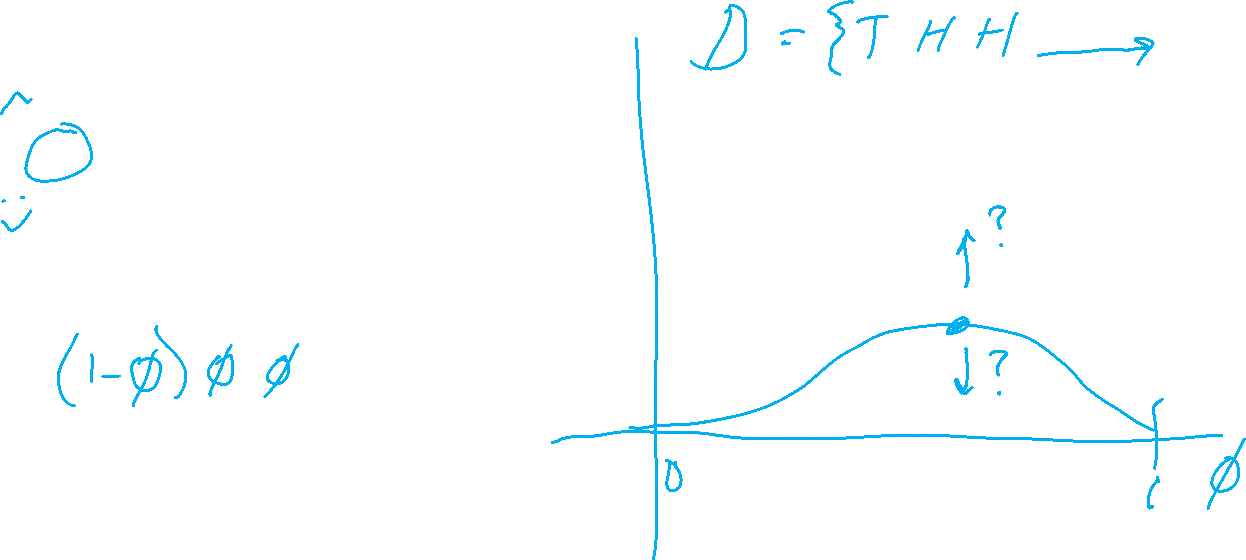 D = {T H H →
↑ ?
(1-∅) ∅ ∅
↓ ?
0 1 ∅